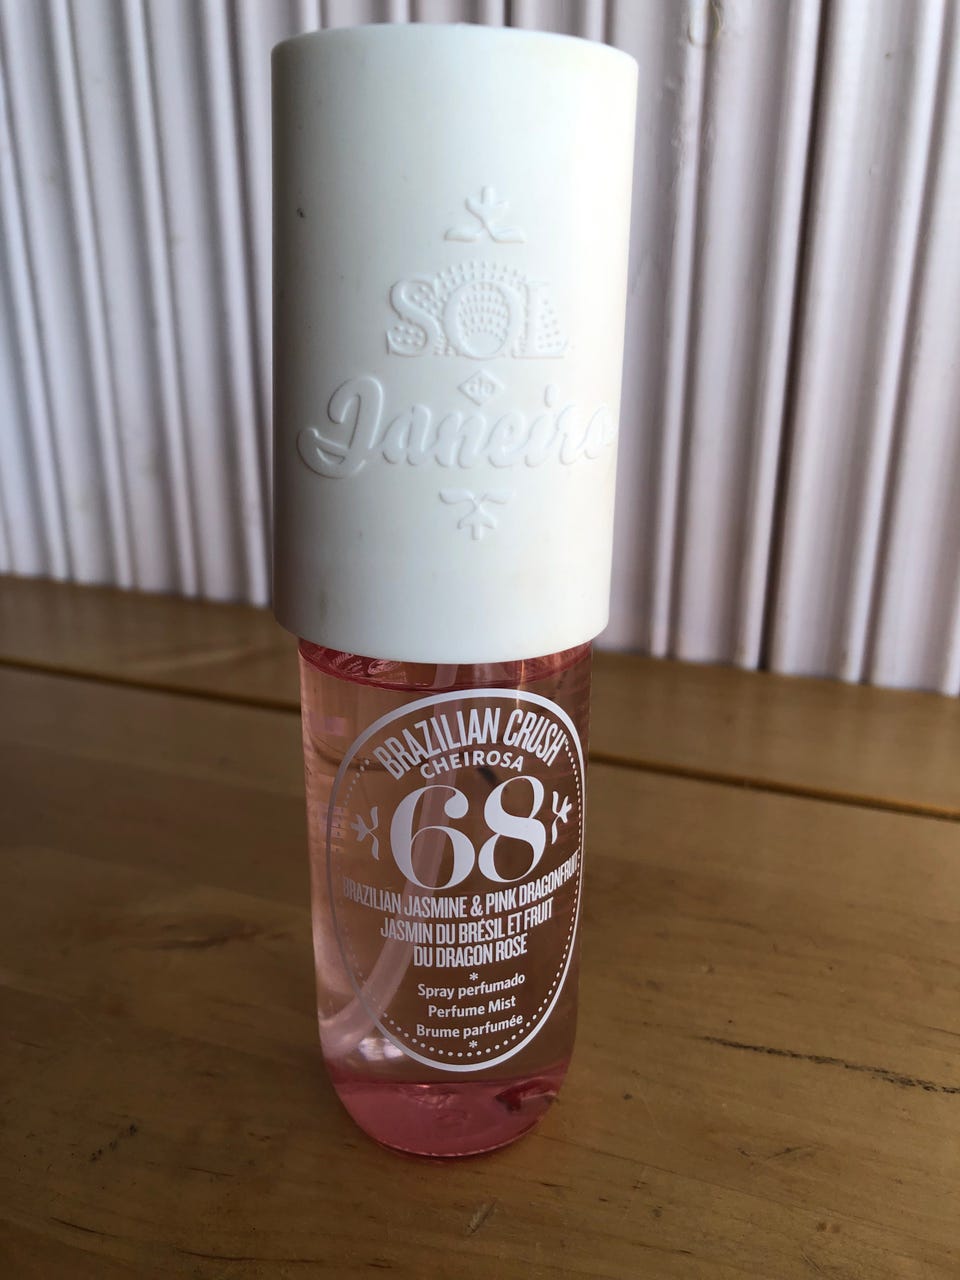 SOL
de
Janeiro
BRAZILIAN CRUSH™
CHEIROSA
68
BRAZILIAN JASMINE & PINK DRAGONFRUIT
JASMIN DU BRÉSIL ET FRUIT
DU DRAGON ROSE
*
Spray perfumado
Perfume Mist
Brume parfumée
*